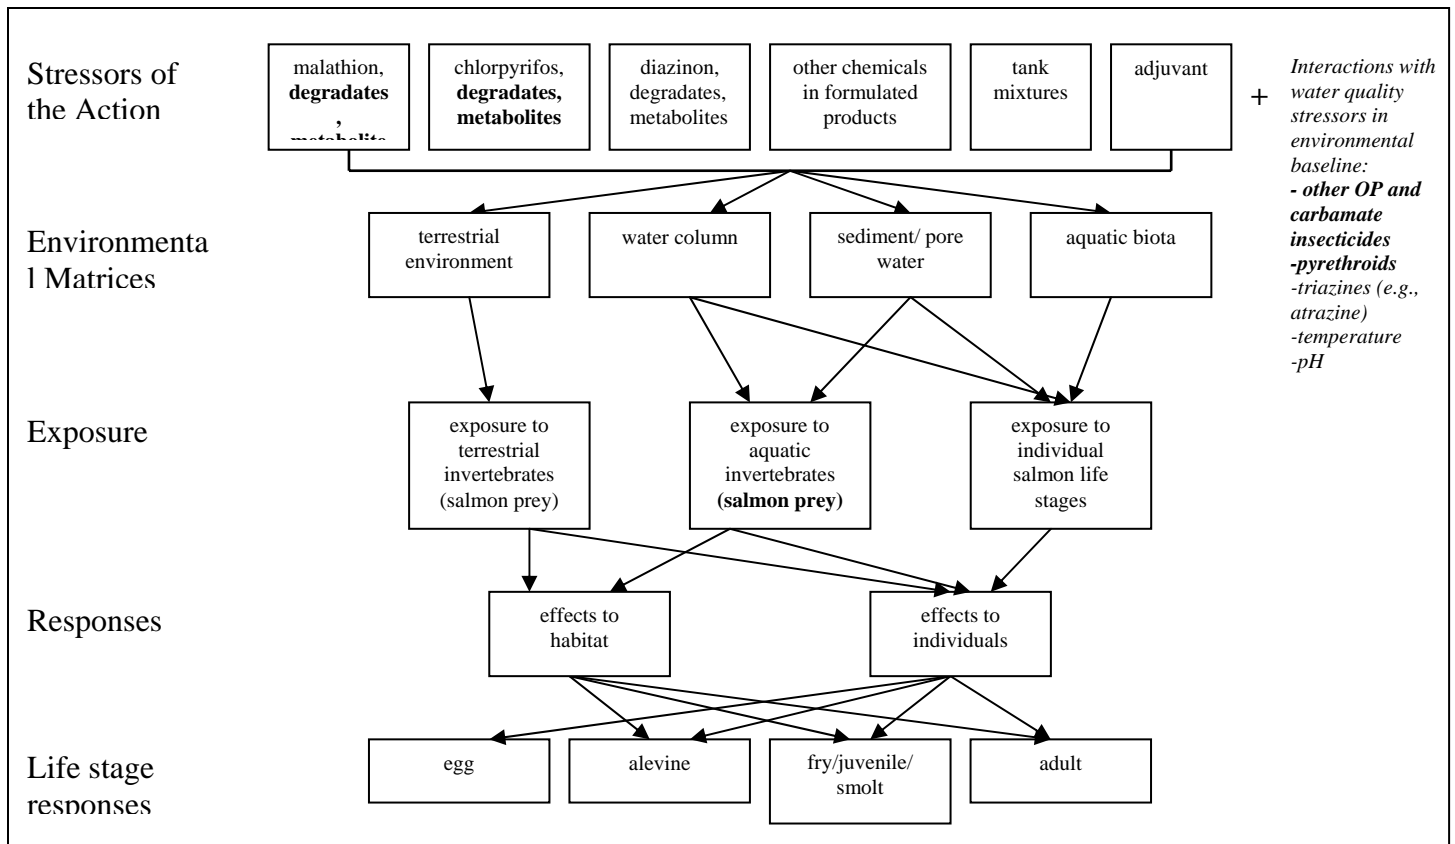 Stressors of
the Action
malathion,
degradates
,
metabolite
chlorpyrifos,
degradates,
metabolites
diazinon,
degradates,
metabolites
other chemicals
in formulated
products
tank
mixtures
adjuvant
+
Interactions with
water quality
stressors in
environmental
baseline:
- other OP and
carbamate
insecticides
-pyrethroids
-triazines (e.g.,
atrazine)
-temperature
-pH
Environmenta
l Matrices
terrestrial
environment
water column
sediment/ pore
water
aquatic biota
Exposure
exposure to
terrestrial
invertebrates
(salmon prey)
exposure to
aquatic
invertebrates
(salmon prey)
exposure to
individual
salmon life
stages
Responses
effects to
habitat
effects to
individuals
Life stage
responses
egg
alevine
fry/juvenile/
smolt
adult